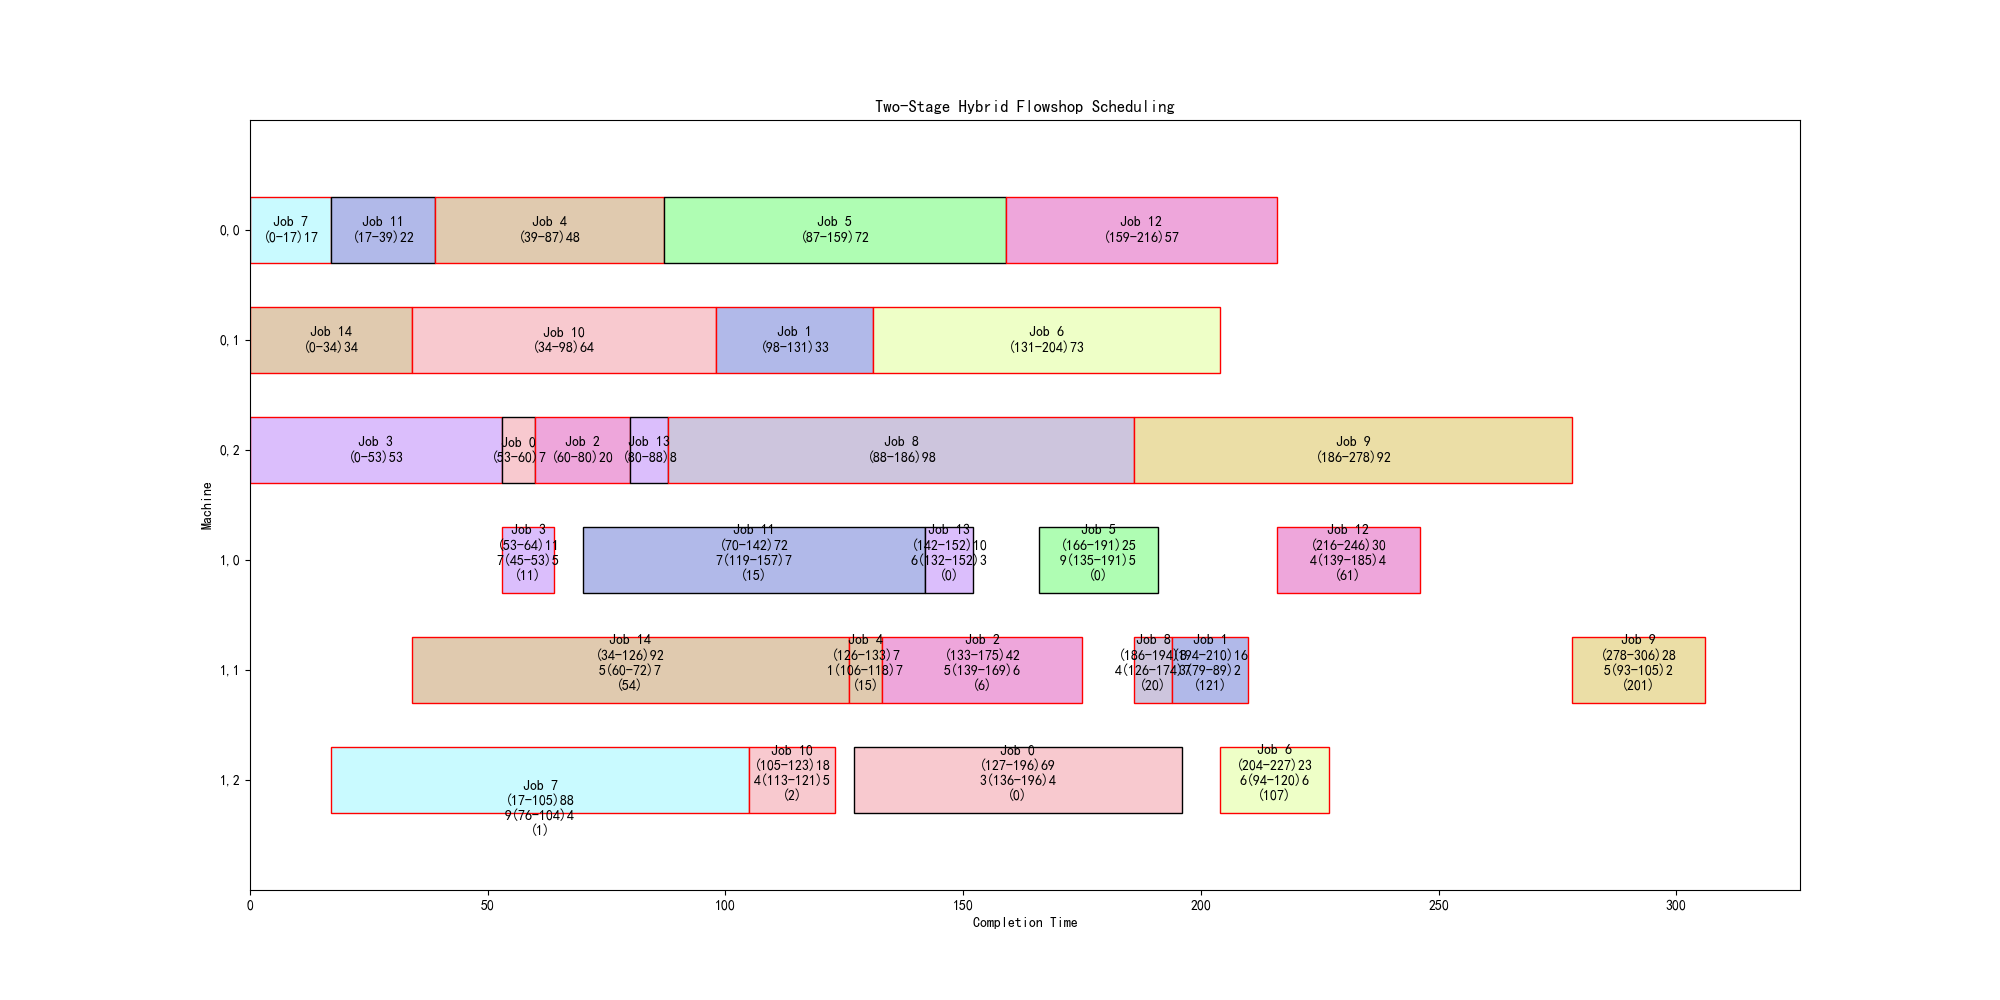 Two-Stage Hybrid Flowshop Scheduling
0,0
Job 7
(0-17)17
Job 11
(17-39)22
Job 4
(39-87)48
Job 5
(87-159)72
Job 12
(159-216)57
0,1
Job 14
(0-34)34
Job 10
(34-98)64
Job 1
(98-131)33
Job 6
(131-204)73
0,2
Job 3
(0-53)53
Job 0
(53-60)7
Job 2
(60-80)20
Job 13
(80-88)8
Job 8
(88-186)98
Job 9
(186-278)92
1,0
Job 3
(53-64)11
7(45-53)5
(11)
Job 11
(70-142)72
7(119-157)7
(15)
Job 13
(142-152)10
6(132-152)3
(0)
Job 5
(166-191)25
9(135-191)5
(0)
Job 12
(216-246)30
4(139-185)4
(61)
1,1
Job 14
(34-126)92
5(60-72)7
(54)
Job 4
(126-133)7
1(106-118)7
(15)
Job 2
(133-175)42
5(139-169)6
(6)
Job 8
(186-194)8
4(126-174)7
(20)
Job 1
(194-210)16
3(79-89)2
(121)
Job 9
(278-306)28
5(93-105)2
(201)
1,2
Job 7
(17-105)88
9(76-104)4
(1)
Job 10
(105-123)18
4(113-121)5
(2)
Job 0
(127-196)69
3(136-196)4
(0)
Job 6
(204-227)23
6(94-120)6
(107)
Machine
0
50
100
150
200
250
300
Completion Time